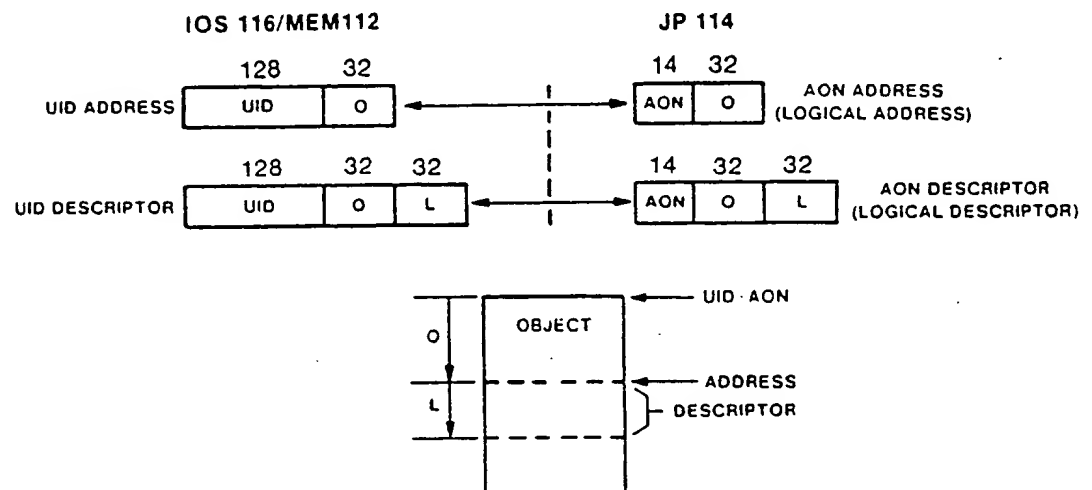 IOS 116/MEM112 JP 114
128 32 14 32
UID ADDRESS UID O AON O AON ADDRESS
(LOGICAL ADDRESS)
128 32 32 14 32 32
UID DESCRIPTOR UID O L AON O L AON DESCRIPTOR
(LOGICAL DESCRIPTOR)
UID·AON
OBJECT
O
ADDRESS
L
DESCRIPTOR